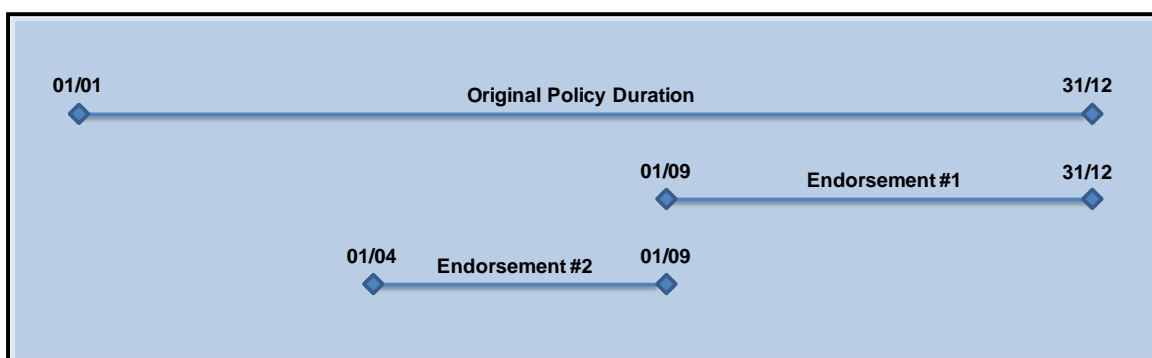 01/01
31/12
Original Policy Duration
01/09
31/12
Endorsement #1
01/04
01/09
Endorsement #2